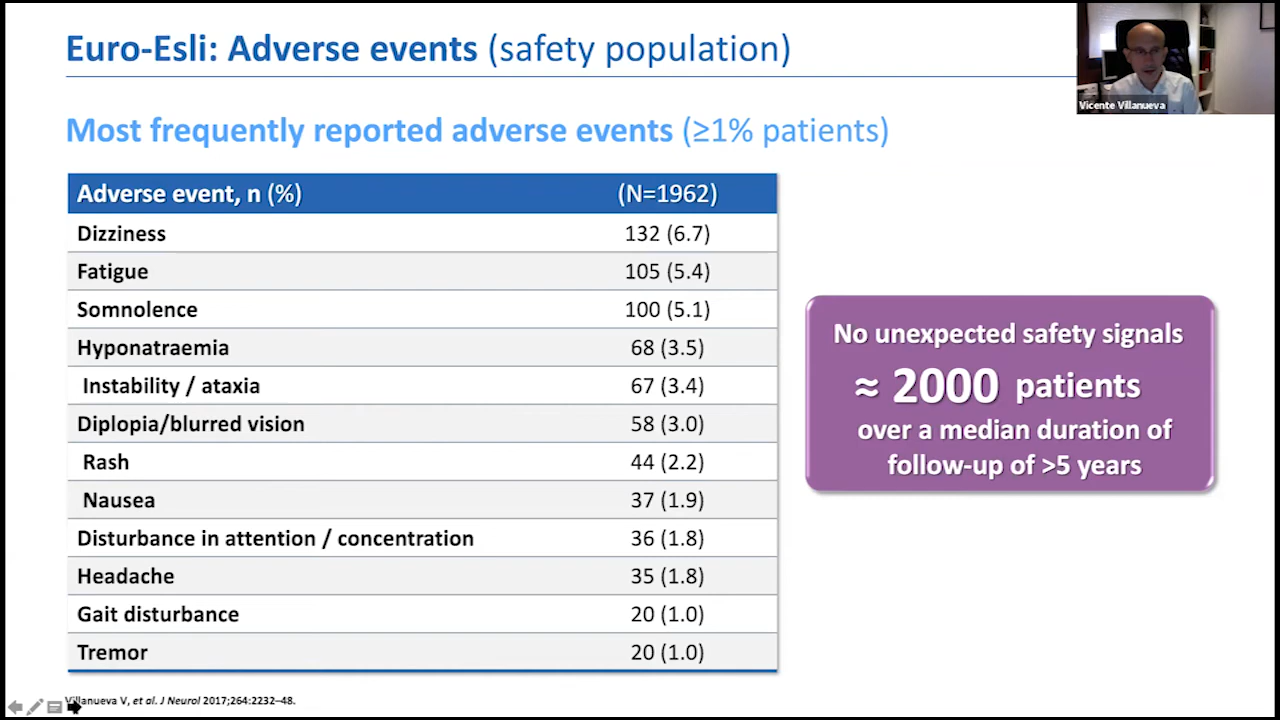 Euro-Esli: Adverse events (safety population)
Vicente Villanueva
Most frequently reported adverse events (≥1% patients)
Adverse event, n (%) (N=1962)
Dizziness 132 (6.7)
Fatigue 105 (5.4)
Somnolence 100 (5.1)
Hyponatraemia 68 (3.5)
Instability / ataxia 67 (3.4)
Diplopia/blurred vision 58 (3.0)
Rash 44 (2.2)
Nausea 37 (1.9)
Disturbance in attention / concentration 36 (1.8)
Headache 35 (1.8)
Gait disturbance 20 (1.0)
Tremor 20 (1.0)
No unexpected safety signals
≈ 2000 patients
over a median duration of
follow-up of >5 years
Villanueva V, et al. J Neurol 2017;264:2232–48.